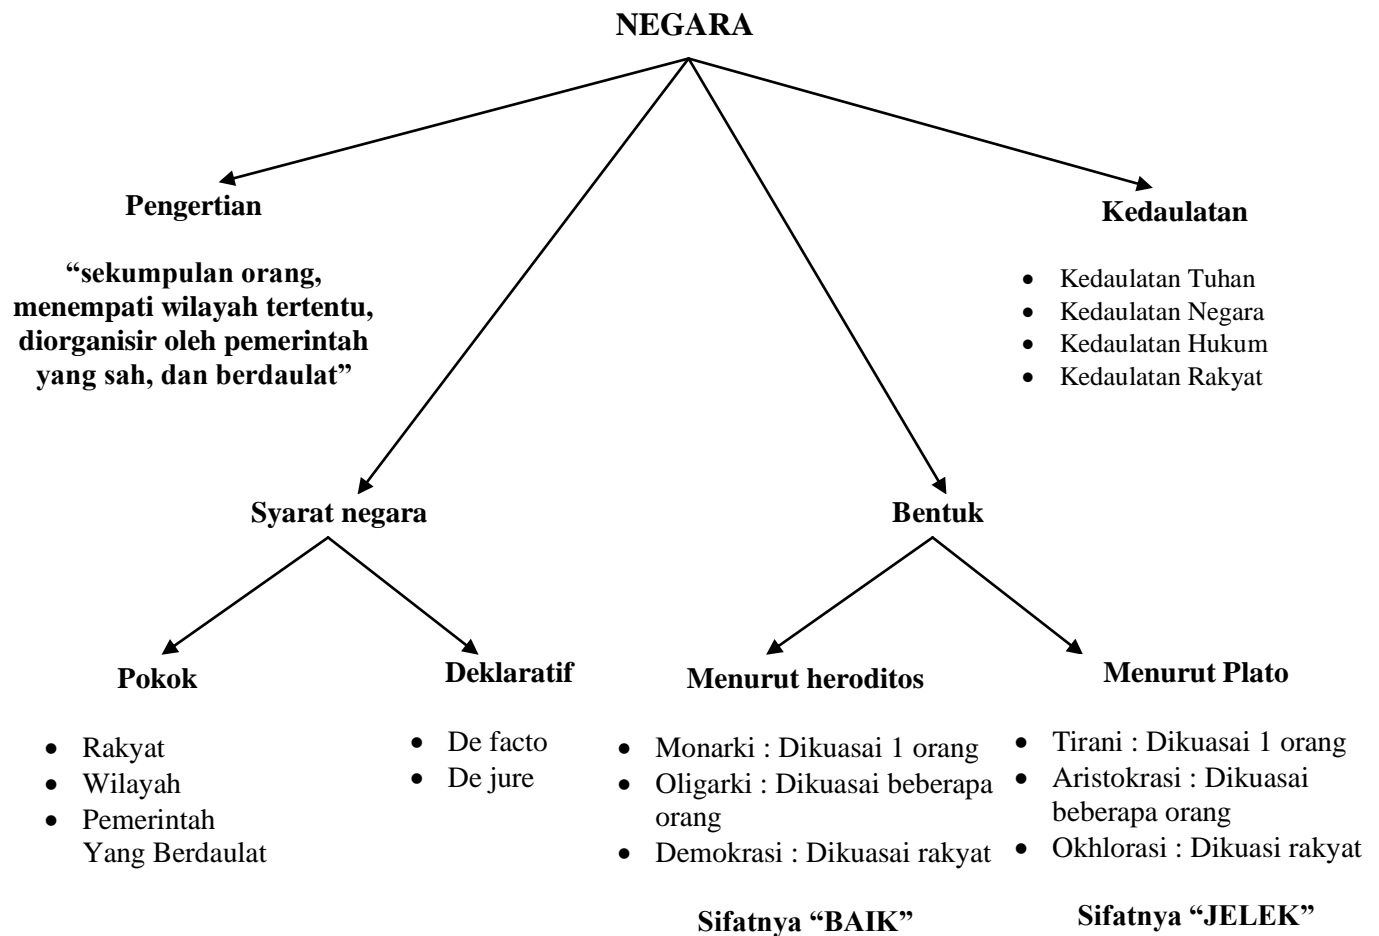 NEGARA
Pengertian
“sekumpulan orang,
menempati wilayah tertentu,
diorganisir oleh pemerintah
yang sah, dan berdaulat”
Kedaulatan
• Kedaulatan Tuhan
• Kedaulatan Negara
• Kedaulatan Hukum
• Kedaulatan Rakyat
Syarat negara
Bentuk
Pokok
• Rakyat
• Wilayah
• Pemerintah
Yang Berdaulat
Deklaratif
• De facto
• De jure
Menurut heroditos
• Monarki : Dikuasai 1 orang
• Oligarki : Dikuasai beberapa
orang
• Demokrasi : Dikuasai rakyat
Sifatnya “BAIK”
Menurut Plato
• Tirani : Dikuasai 1 orang
• Aristokrasi : Dikuasai
beberapa orang
• Okhlorasi : Dikuasi rakyat
Sifatnya “JELEK”